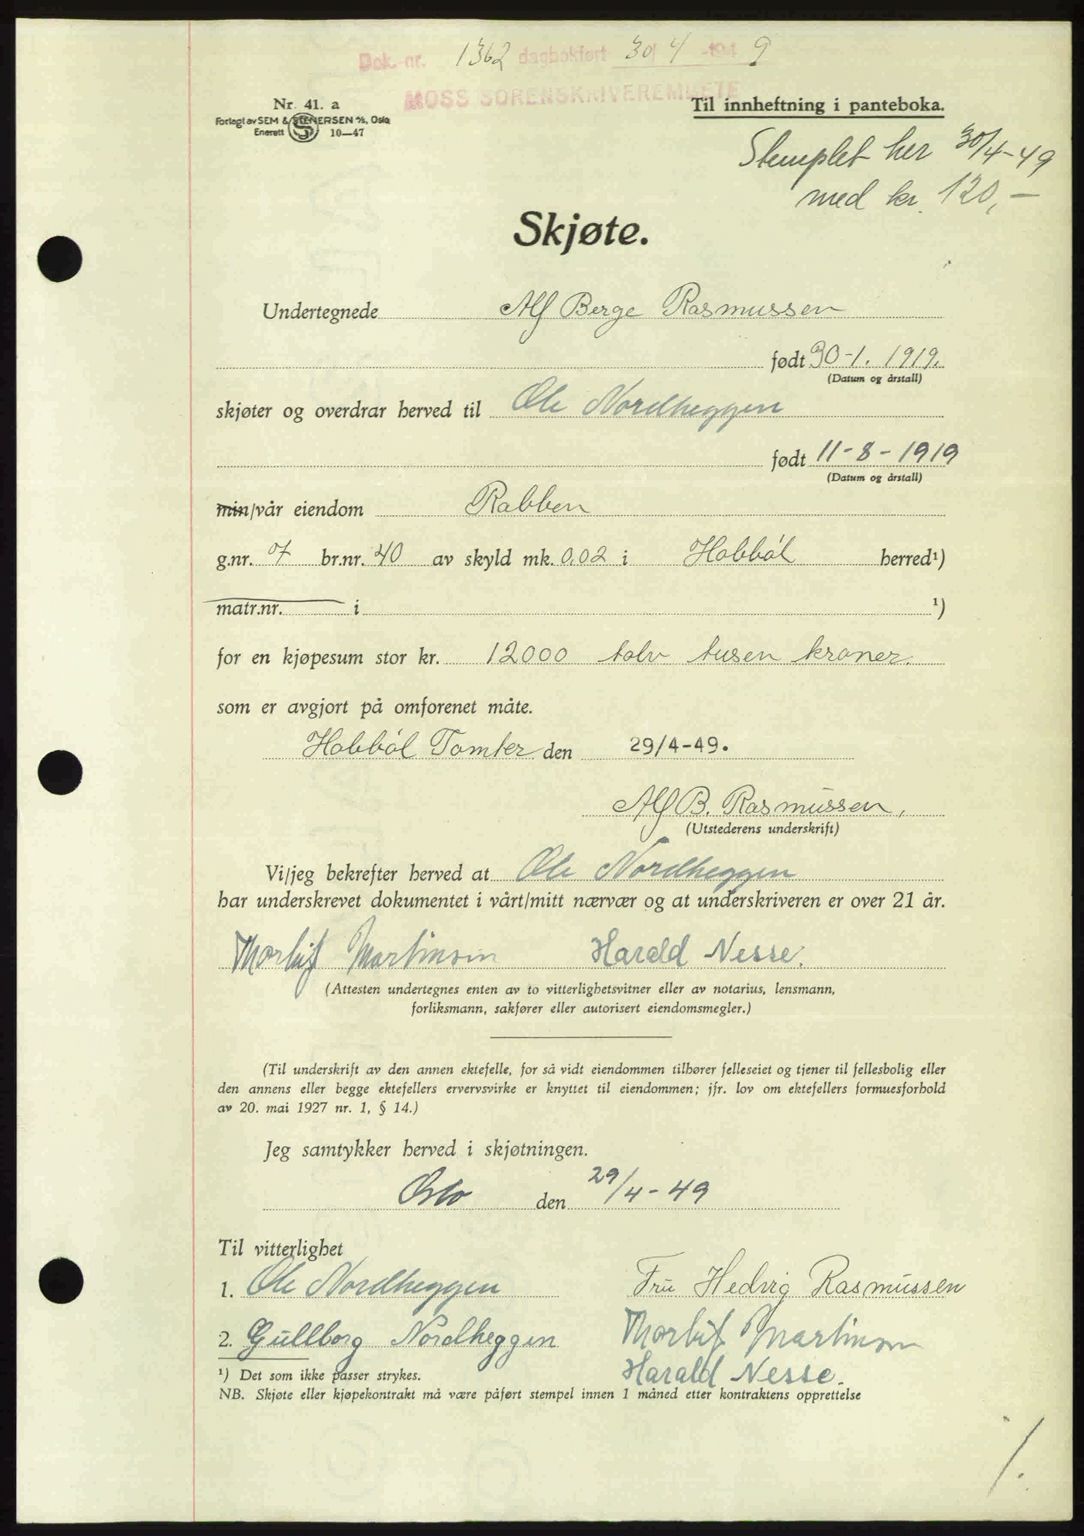 Dok.-nr. 1362 dagbokført 30/4-1949
MOSS SORENSKRIVEREMBETE
Nr. 41. a
Forlagt av SEM & STENERSEN A/S, Oslo
Enerett S 10—47
Til innheftning i panteboka.
Stemplet her 30/4-49
med kr. 120,-
Skjøte.
Undertegnede Alf Berge Rasmussen
født 30-1. 1919.
(Datum og årstall)
skjøter og overdrar herved til Ole Nordheggen
født 11-8-1919
(Datum og årstall)
min/vår eiendom Rabben
g.nr. 7 br.nr. 40 av skyld mk. 0,02 i Hobböl herred¹)
matr.nr. i ¹)
for en kjøpesum stor kr. 12000 tolv tusen kroner.
som er avgjort på omforenet måte.
Hobböl Tomter den 29/4-49.
Alf B. Rasmussen,
(Utstederens underskrift)
Vi/jeg bekrefter herved at Ole Nordheggen
har underskrevet dokumentet i vårt/mitt nærvær og at underskriveren er over 21 år.
Martinsen Harald Nesse.
(Attesten undertegnes enten av to vitterlighetsvitner eller av notarius, lensmann,
forliksmann, sakfører eller autorisert eiendomsmegler.)
(Til underskrift av den annen ektefelle, for så vidt eiendommen tilhører felleseiet og tjener til fellesbolig eller
den annens eller begge ektefellers ervervsvirke er knyttet til eiendommen; jfr. lov om ektefellers formuesforhold
av 20. mai 1927 nr. 1, § 14.)
Jeg samtykker herved i skjøtningen.
Oslo den 29/4-49
Til vitterlighet
1. Ole Nordheggen Fru Hedvig Rasmussen
2. Gullborg Nordheggen Martinsen
Harald Nesse.
¹) Det som ikke passer strykes.
NB. Skjøte eller kjøpekontrakt må være påført stempel innen 1 måned etter kontraktens opprettelse